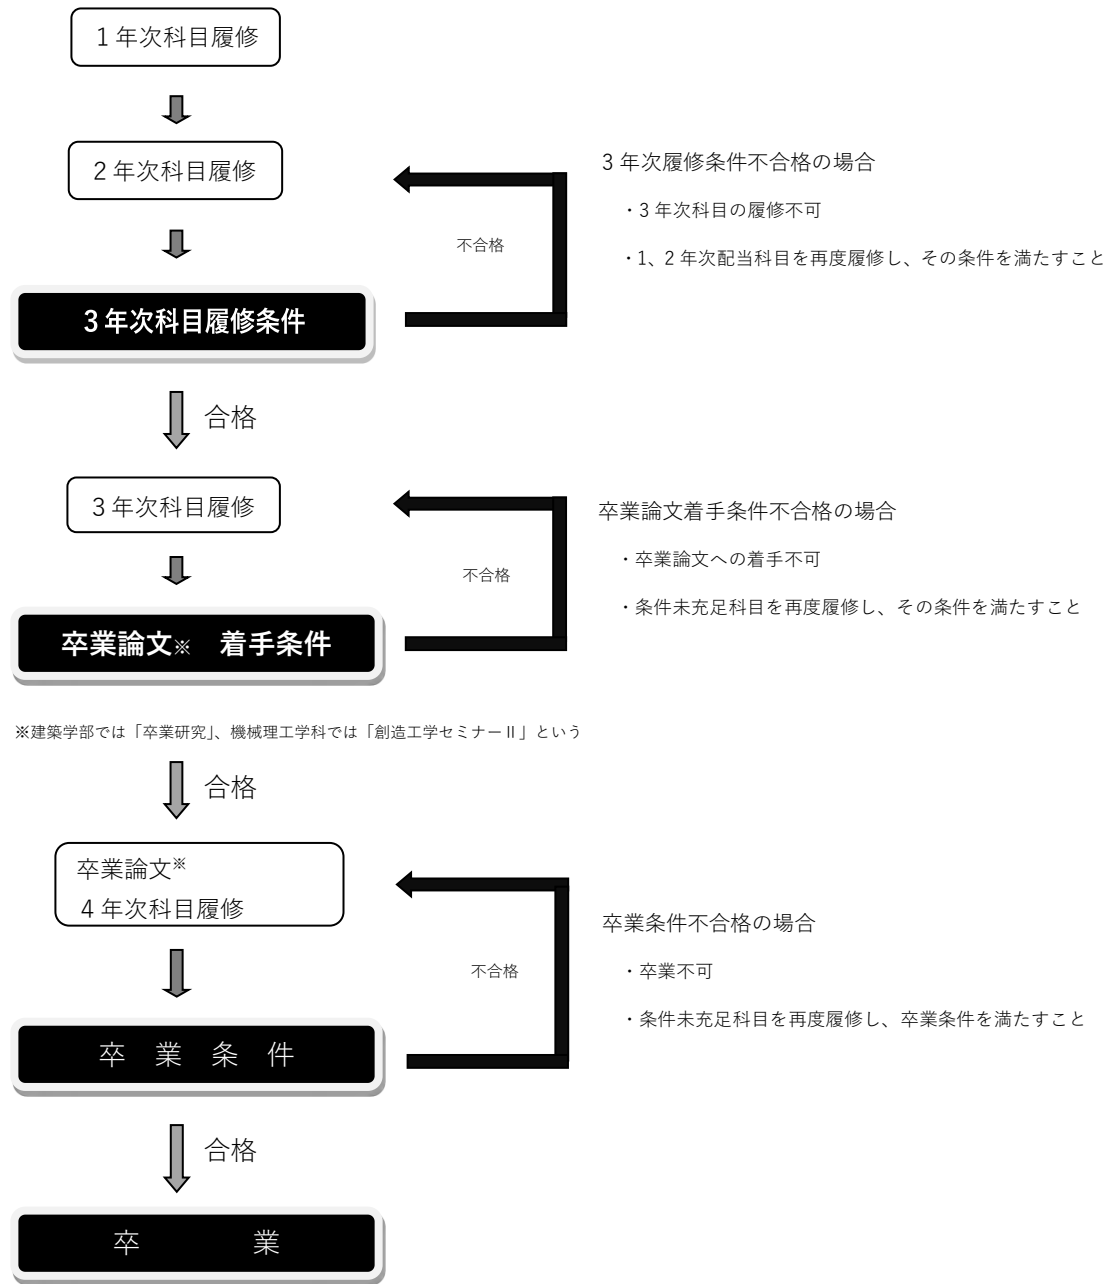 1年次科目履修
2年次科目履修
3年次履修条件不合格の場合
・3年次科目の履修不可
不合格
・1、2年次配当科目を再度履修し、その条件を満たすこと
3年次科目履修条件
合格
3年次科目履修
卒業論文着手条件不合格の場合
・卒業論文への着手不可
不合格
・条件未充足科目を再度履修し、その条件を満たすこと
卒業論文※　着手条件
※建築学部では「卒業研究」、機械理工学科では「創造工学セミナーⅡ」という
合格
卒業論文※
4年次科目履修
卒業条件不合格の場合
不合格
・卒業不可
・条件未充足科目を再度履修し、卒業条件を満たすこと
卒　業　条　件
合格
卒　　　　業